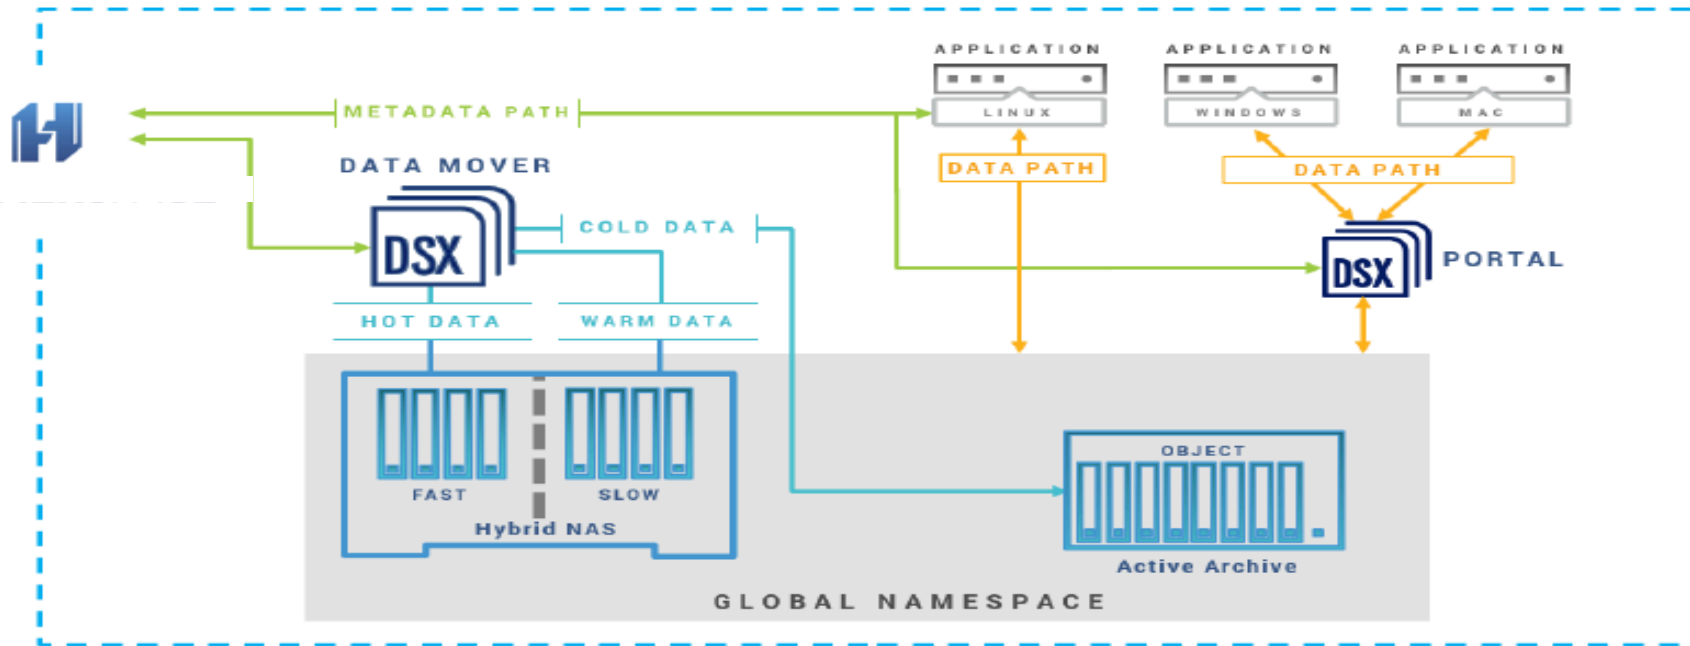 APPLICATION
APPLICATION
APPLICATION
LINUX
WINDOWS
MAC
METADATA PATH
DATA MOVER
DATA PATH
DATA PATH
DSX
COLD DATA
DSX
PORTAL
HOT DATA
WARM DATA
FAST
SLOW
Hybrid NAS
OBJECT
Active Archive
GLOBAL NAMESPACE